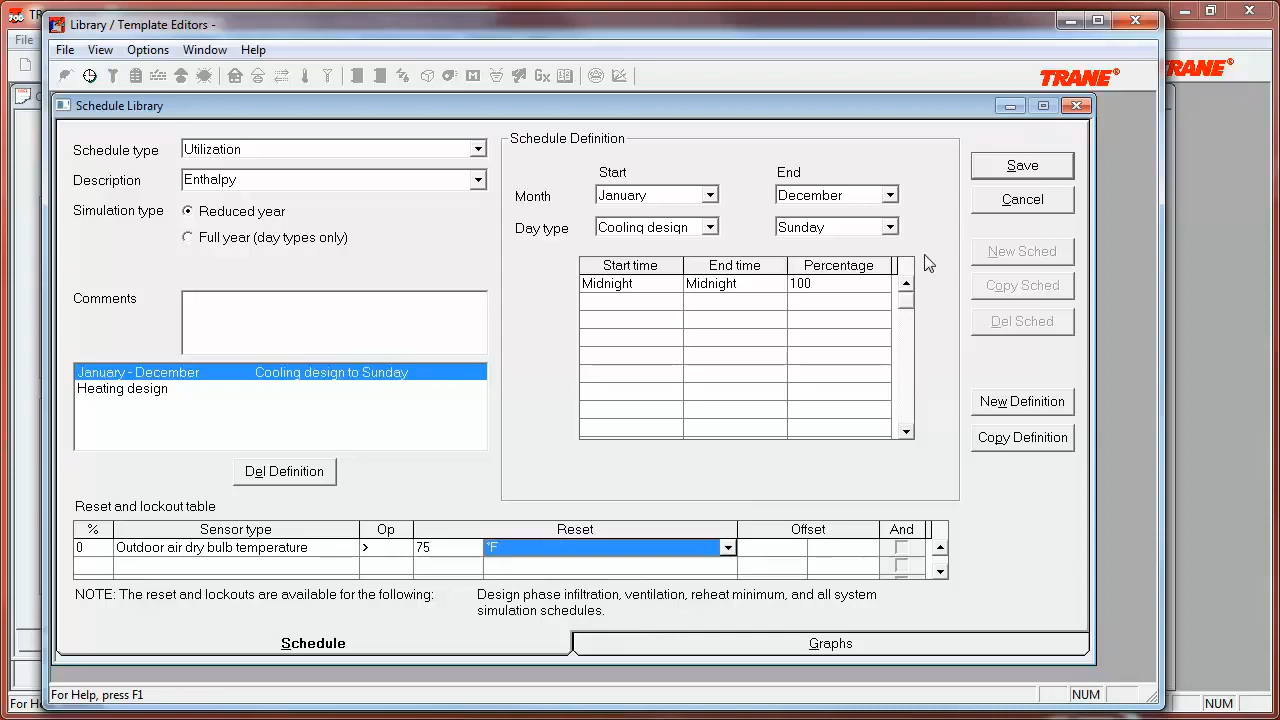 Library / Template Editors -
File
File View Options Window Help
Gx
TRANE®
Schedule Library
Schedule type Utilization
Description Enthalpy
Simulation type Reduced year
Full year (day types only)
Comments
January - December Cooling design to Sunday
Heating design
Del Definition
Schedule Definition
Start End
Month January December
Day type Cooling design Sunday
Start time End time Percentage
Midnight Midnight 100
Save
Cancel
New Sched
Copy Sched
Del Sched
New Definition
Copy Definition
Reset and lockout table
% Sensor type Op Reset Offset And
0 Outdoor air dry bulb temperature > 75 °F
NOTE: The reset and lockouts are available for the following: Design phase infiltration, ventilation, reheat minimum, and all system
simulation schedules.
Schedule Graphs
For Help, press F1 NUM
NUM